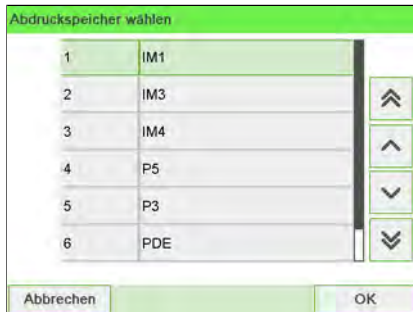 Abdruckspeicher wählen
1 IM1
2 IM3
3 IM4
4 P5
5 P3
6 PDE
Abbrechen OK